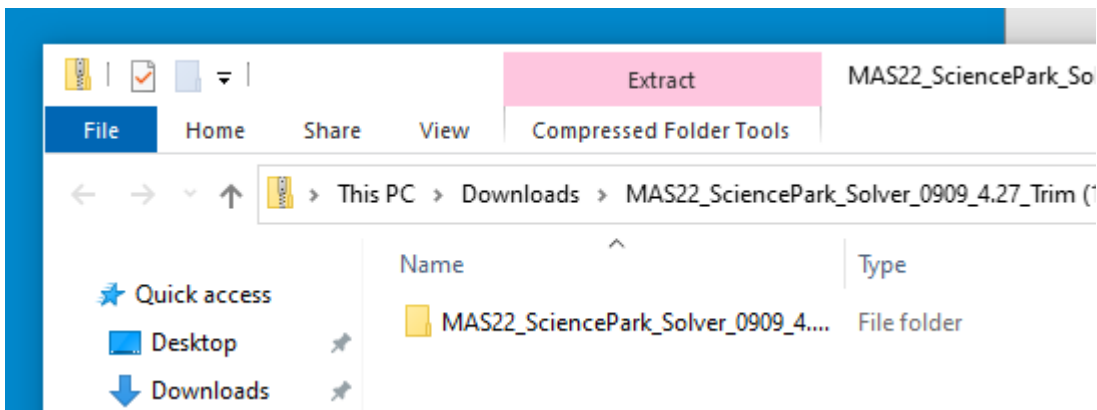 Extract
MAS22_SciencePark_Sol
File Home Share View Compressed Folder Tools
This PC > Downloads > MAS22_SciencePark_Solver_0909_4.27_Trim (1
Name Type
Quick access
MAS22_SciencePark_Solver_0909_4.... File folder
Desktop
Downloads